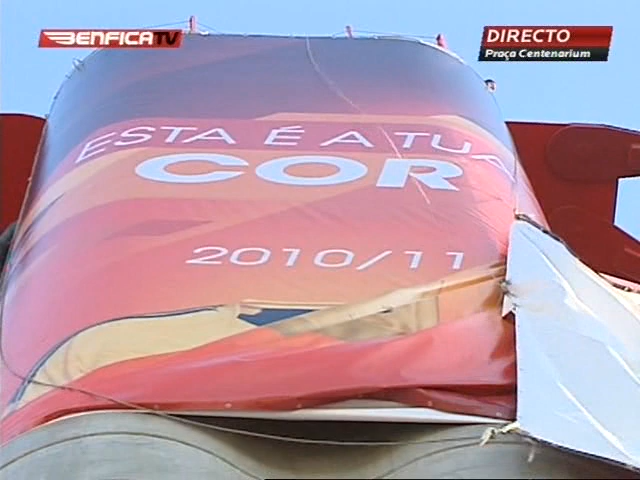 BENFICA TV
DIRECTO
Praça Centenarium
ESTA É A TUA
COR
2010/11